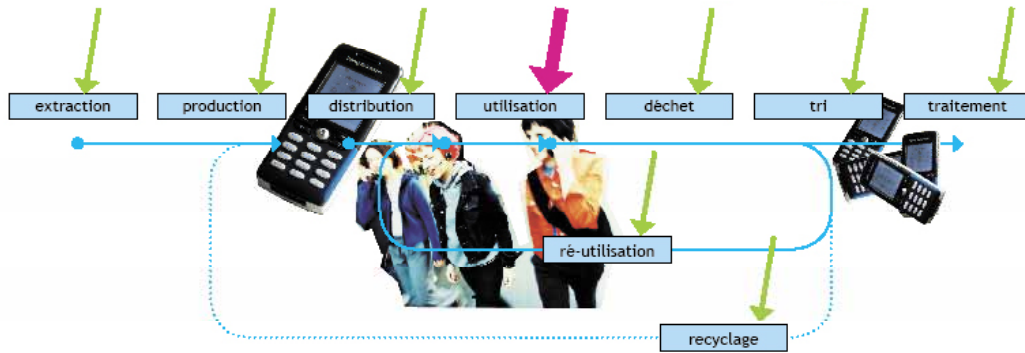 extraction
production
distribution
utilisation
déchet
tri
traitement
ré-utilisation
recyclage